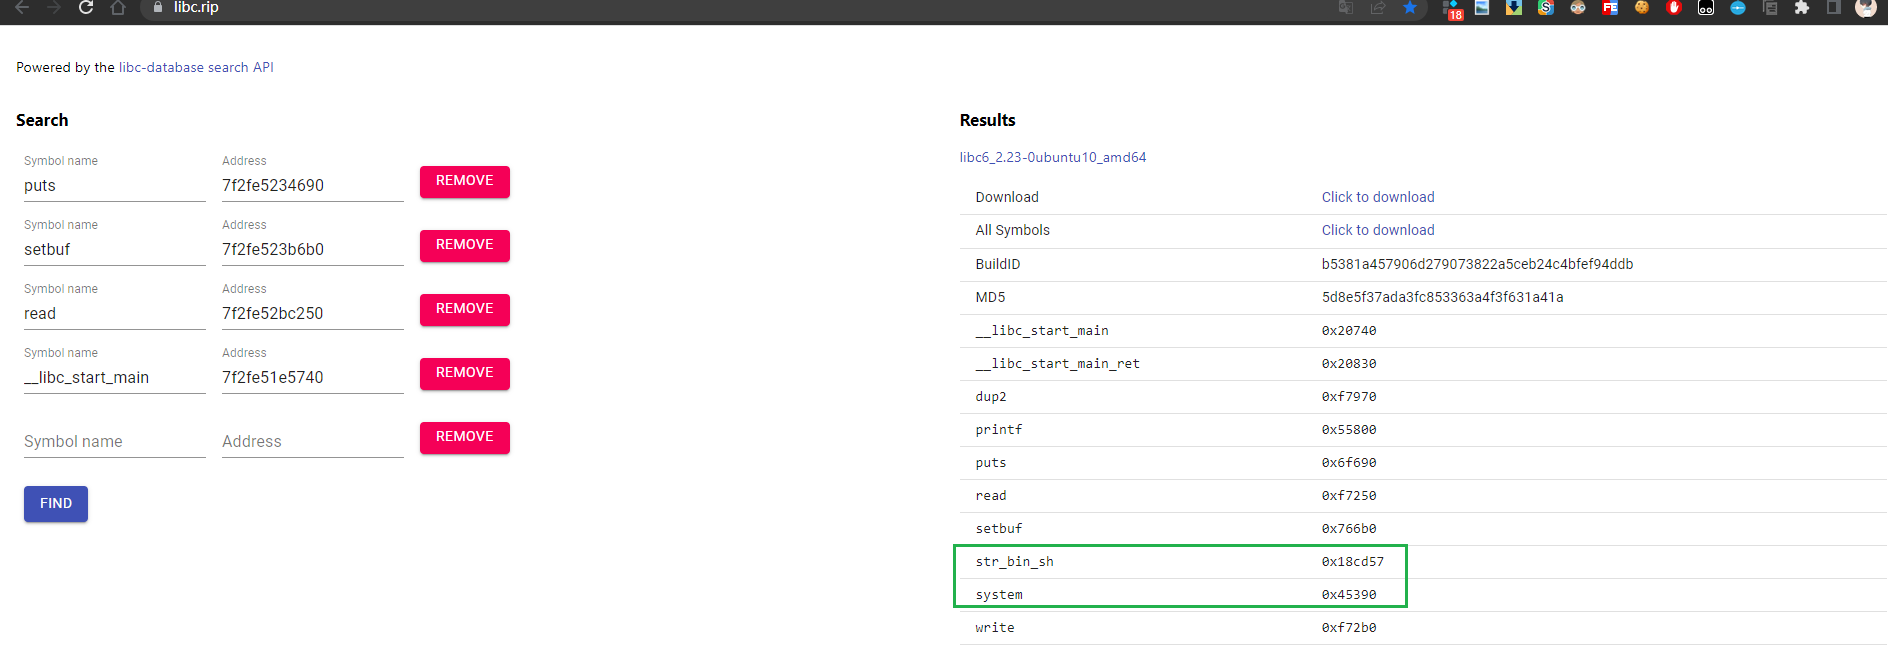 libc.rip
18
Powered by the libc-database search API
Search
Symbol name Address
puts 7f2fe5234690 REMOVE
Symbol name Address
setbuf 7f2fe523b6b0 REMOVE
Symbol name Address
read 7f2fe52bc250 REMOVE
Symbol name Address
__libc_start_main 7f2fe51e5740 REMOVE
Symbol name Address REMOVE
FIND
Results
libc6_2.23-0ubuntu10_amd64
Download Click to download
All Symbols Click to download
BuildID b5381a457906d279073822a5ceb24c4bfef94ddb
MD5 5d8e5f37ada3fc853363a4f3f631a41a
__libc_start_main 0x20740
__libc_start_main_ret 0x20830
dup2 0xf7970
printf 0x55800
puts 0x6f690
read 0xf7250
setbuf 0x766b0
str_bin_sh 0x18cd57
system 0x45390
write 0xf72b0